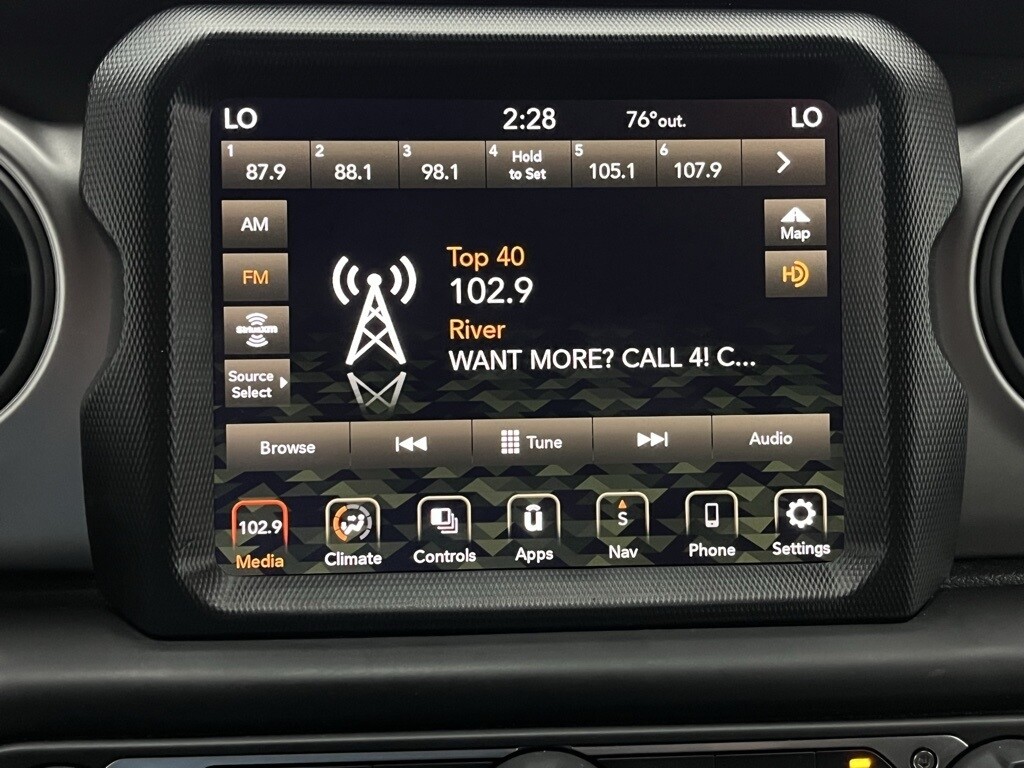 LO 2:28 76°out. LO
1 87.9 2 88.1 3 98.1 4 Hold to Set 5 105.1 6 107.9
AM
Map
FM
HD
Top 40
102.9
SiriusXM
River
WANT MORE? CALL 4! C...
Source
Select
Browse Tune Audio
102.9 S
Media Climate Controls Apps Nav Phone Settings